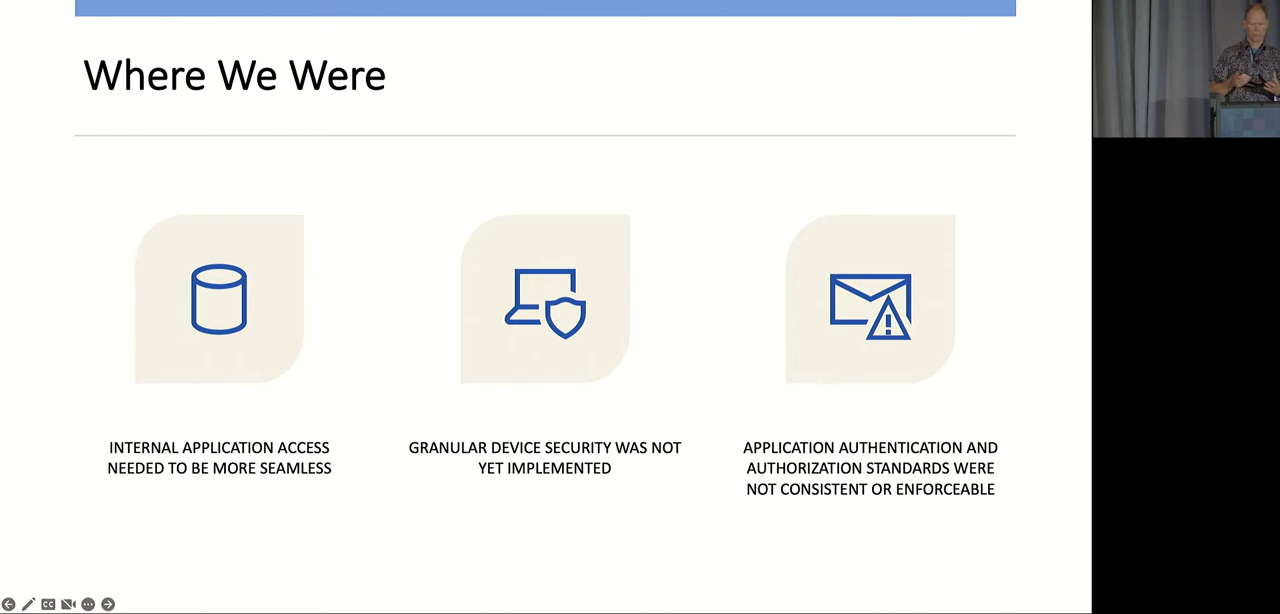 Where We Were
INTERNAL APPLICATION ACCESS
NEEDED TO BE MORE SEAMLESS
GRANULAR DEVICE SECURITY WAS NOT
YET IMPLEMENTED
APPLICATION AUTHENTICATION AND
AUTHORIZATION STANDARDS WERE
NOT CONSISTENT OR ENFORCEABLE
CC